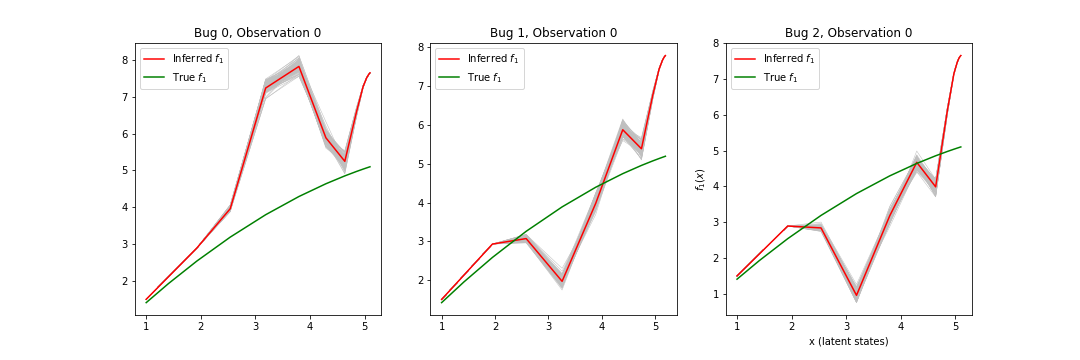 Bug 0, Observation 0
Inferred f₁
True f₁
8
7
6
5
4
3
2
1 2 3 4 5
Bug 1, Observation 0
Inferred f₁
True f₁
8
7
6
5
4
3
2
1 2 3 4 5
Bug 2, Observation 0
Inferred f₁
True f₁
f₁(x)
8
7
6
5
4
3
2
1
1 2 3 4 5
x (latent states)